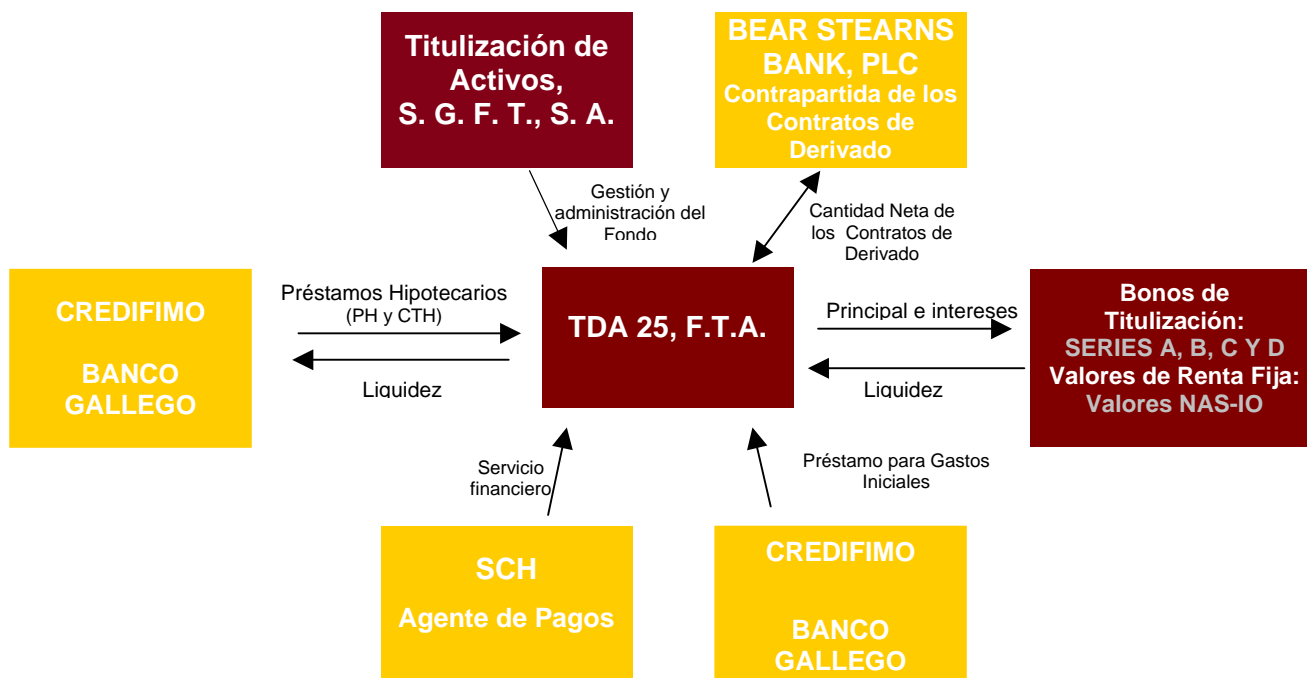 Titulización de
Activos,
S. G. F. T., S. A.
BEAR STEARNS
BANK, PLC
Contrapartida de los
Contratos de
Derivado
Gestión y
administración del
Fondo
Cantidad Neta de
los Contratos de
Derivado
CREDIFIMO
BANCO
GALLEGO
Préstamos Hipotecarios
(PH y CTH)
Liquidez
TDA 25, F.T.A.
Principal e intereses
Liquidez
Bonos de
Titulización:
SERIES A, B, C Y D
Valores de Renta Fija:
Valores NAS-IO
Servicio
financiero
Préstamo para Gastos
Iniciales
SCH
Agente de Pagos
CREDIFIMO
BANCO
GALLEGO